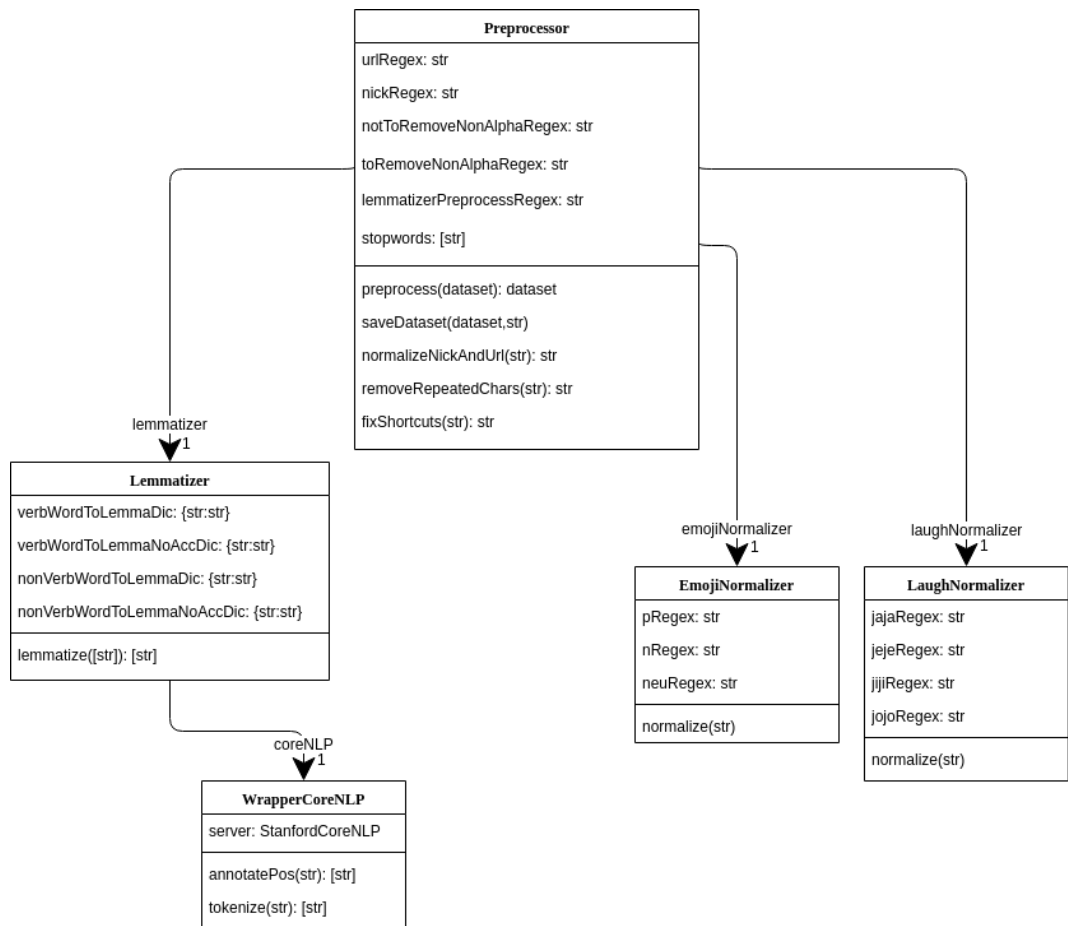 Preprocessor
urlRegex: str
nickRegex: str
notToRemoveNonAlphaRegex: str
toRemoveNonAlphaRegex: str
lemmatizerPreprocessRegex: str
stopwords: [str]
preprocess(dataset): dataset
saveDataset(dataset,str)
normalizeNickAndUrl(str): str
removeRepeatedChars(str): str
fixShortcuts(str): str
lemmatizer
1
Lemmatizer
verbWordToLemmaDic: {str:str}
verbWordToLemmaNoAccDic: {str:str}
nonVerbWordToLemmaDic: {str:str}
nonVerbWordToLemmaNoAccDic: {str:str}
lemmatize([str]): [str]
coreNLP
1
WrapperCoreNLP
server: StanfordCoreNLP
annotatePos(str): [str]
tokenize(str): [str]
emojiNormalizer
1
EmojiNormalizer
pRegex: str
nRegex: str
neuRegex: str
normalize(str)
laughNormalizer
1
LaughNormalizer
jajaRegex: str
jejeRegex: str
jijiRegex: str
jojoRegex: str
normalize(str)